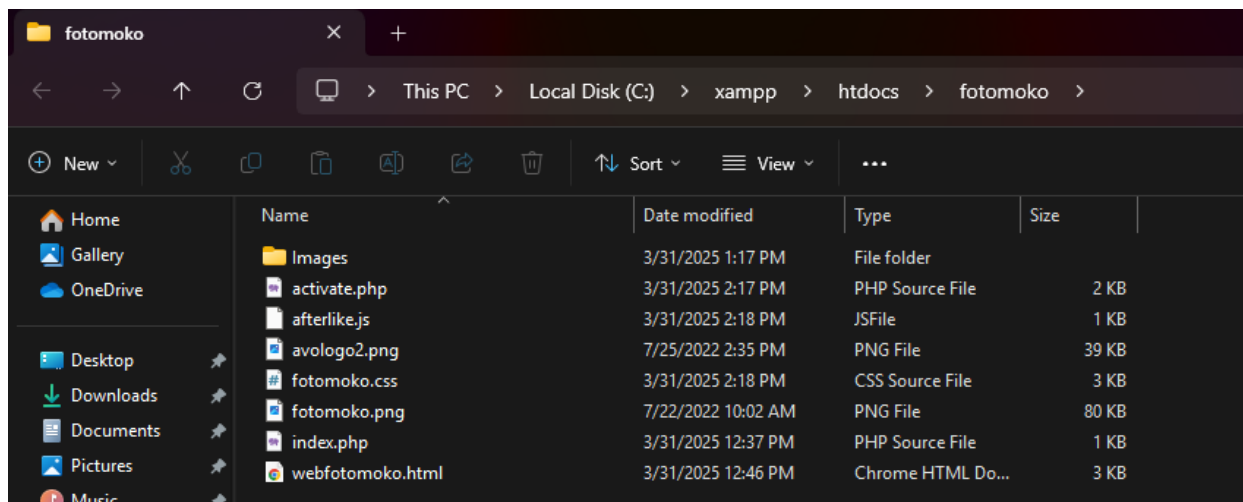 fotomoko
This PC > Local Disk (C:) > xampp > htdocs > fotomoko >
New Sort View
Name Date modified Type Size
Home
Gallery
OneDrive
Desktop
Downloads
Documents
Pictures
Music
Images 3/31/2025 1:17 PM File folder
activate.php 3/31/2025 2:17 PM PHP Source File 2 KB
afterlike.js 3/31/2025 2:18 PM JSFile 1 KB
avologo2.png 7/25/2022 2:35 PM PNG File 39 KB
fotomoko.css 3/31/2025 2:18 PM CSS Source File 3 KB
fotomoko.png 7/22/2022 10:02 AM PNG File 80 KB
index.php 3/31/2025 12:37 PM PHP Source File 1 KB
webfotomoko.html 3/31/2025 12:46 PM Chrome HTML Do... 3 KB